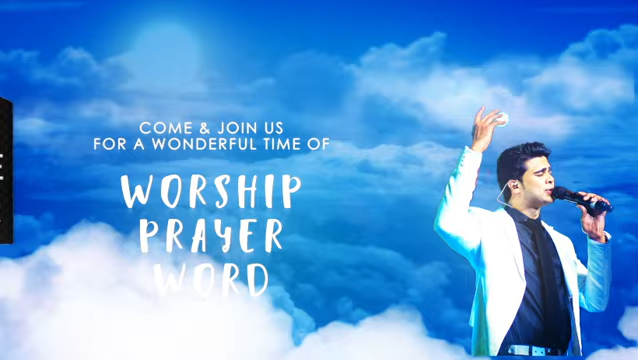 COME & JOIN US
FOR A WONDERFUL TIME OF
WORSHIP
PRAYER
WORD